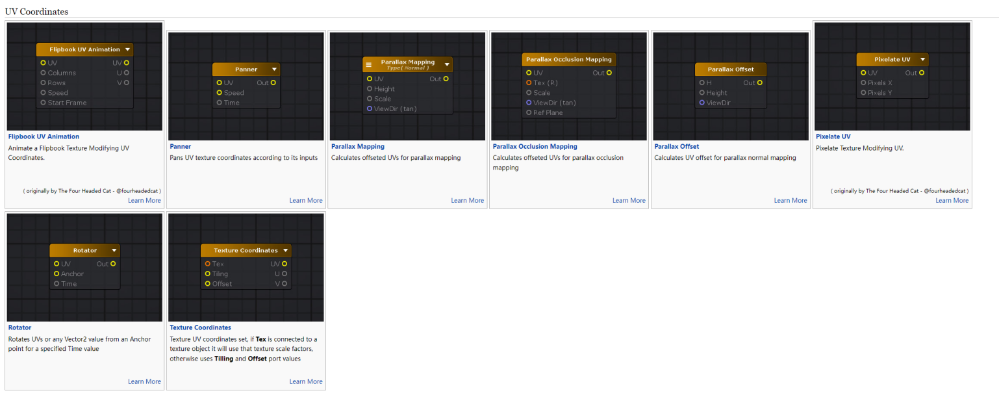 UV Coordinates
Flipbook UV Animation
UV UV
Columns U
Rows V
Speed
Start Frame
Flipbook UV Animation
Animate a Flipbook Texture Modifying UV
Coordinates.
( originally by The Four Headed Cat - @fourheadedcat )
Learn More
Panner
UV Out
Speed
Time
Panner
Pans UV texture coordinates according to its inputs
Learn More
Parallax Mapping
Type( Normal )
UV Out
Height
Scale
ViewDir (tan)
Parallax Mapping
Calculates offseted UVs for parallax mapping
Learn More
Parallax Occlusion Mapping
UV Out
Tex (R)
Scale
ViewDir (tan)
Ref Plane
Parallax Occlusion Mapping
Calculates offseted UVs for parallax occlusion
mapping
Learn More
Parallax Offset
H Out
Height
ViewDir
Parallax Offset
Calculates UV offset for parallax normal mapping
Learn More
Pixelate UV
UV Out
Pixels X
Pixels Y
Pixelate UV
Pixelate Texture Modifying UV.
( originally by The Four Headed Cat - @fourheadedcat )
Learn More
Rotator
UV Out
Anchor
Time
Rotator
Rotates UVs or any Vector2 value from an Anchor
point for a specified Time value
Learn More
Texture Coordinates
Tex UV
Tiling U
Offset V
Texture Coordinates
Texture UV coordinates set, if Tex is connected to a
texture object it will use that texture scale factors,
otherwise uses Tilling and Offset port values
Learn More